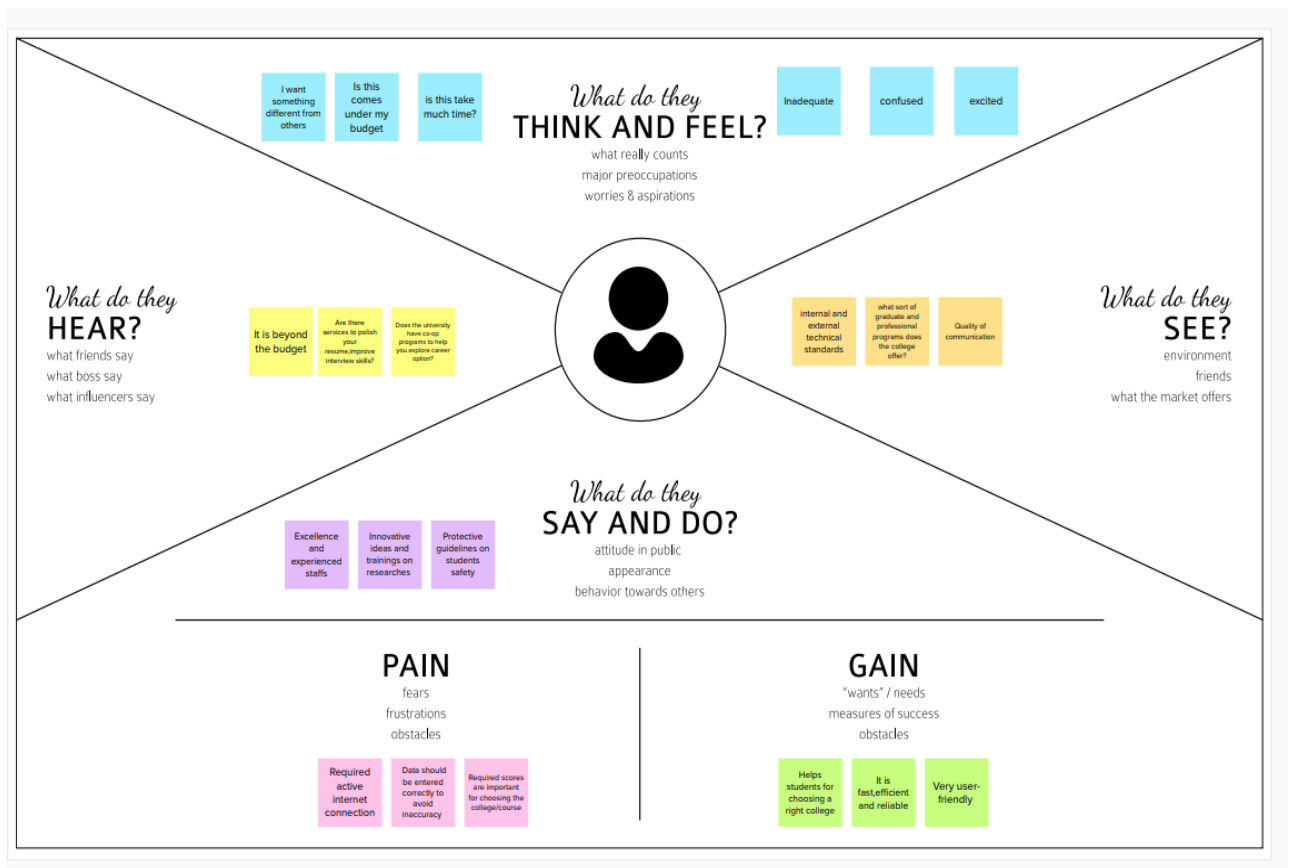 I want
something
different from
others
Is this
comes
under my
budget
is this take
much time?
What do they
THINK AND FEEL?
what really counts
major preoccupations
worries & aspirations
Inadequate
confused
excited
What do they
HEAR?
what friends say
what boss say
what influencers say
It is beyond
the budget
Are there
services to polish
your
resume,improve
interview skills?
Does the university
have co-op
programs to help
you explore career
option?
internal and
external
technical
standards
what sort of
graduate and
professional
programs does
the college
offer?
Quality of
communication
What do they
SEE?
environment
friends
what the market offers
What do they
SAY AND DO?
attitude in public
appearance
behavior towards others
Excellence
and
experienced
staffs
Innovative
ideas and
trainings on
researches
Protective
guidelines on
students
safety
PAIN
fears
frustrations
obstacles
Required
active
internet
connection
Data should
be entered
correctly to
avoid
inaccuracy
Required scores
are important
for choosing the
college/course
GAIN
"wants" / needs
measures of success
obstacles
Helps
students for
choosing a
right college
It is
fast,efficient
and reliable
Very user-
friendly